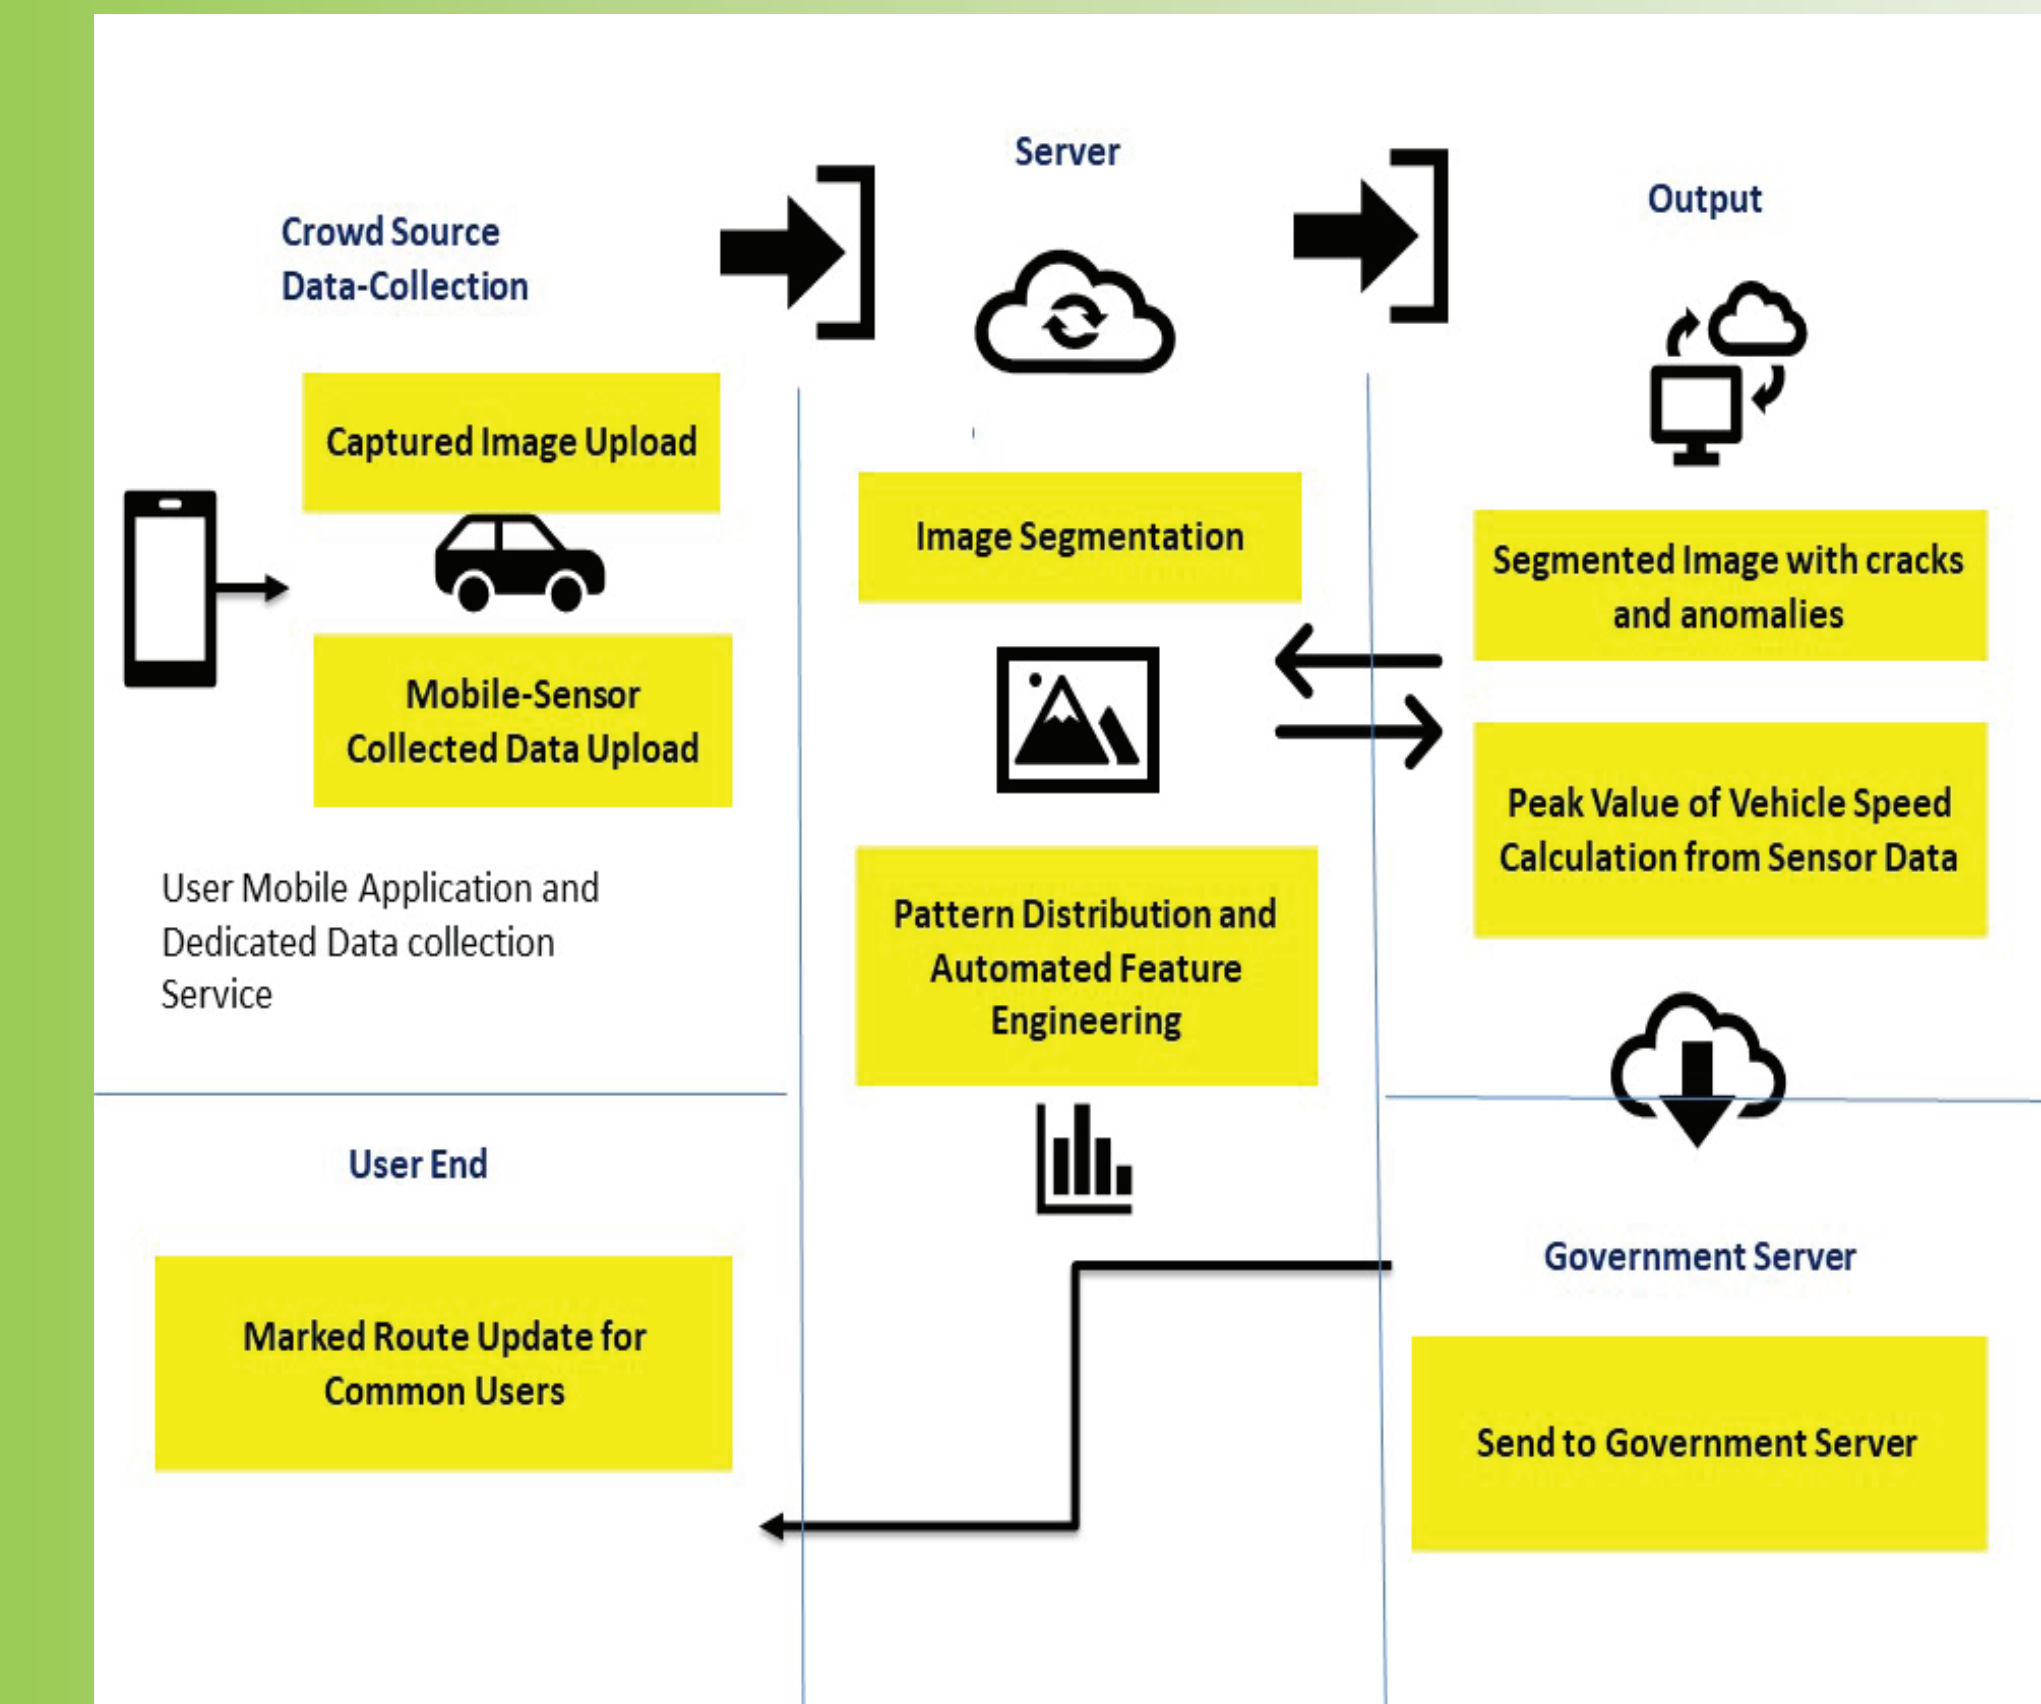 Crowd Source
Data-Collection
Captured Image Upload
Mobile-Sensor
Collected Data Upload
User Mobile Application and
Dedicated Data collection
Service
Server
Image Segmentation
Pattern Distribution and
Automated Feature
Engineering
Output
Segmented Image with cracks
and anomalies
Peak Value of Vehicle Speed
Calculation from Sensor Data
Government Server
Send to Government Server
User End
Marked Route Update for
Common Users